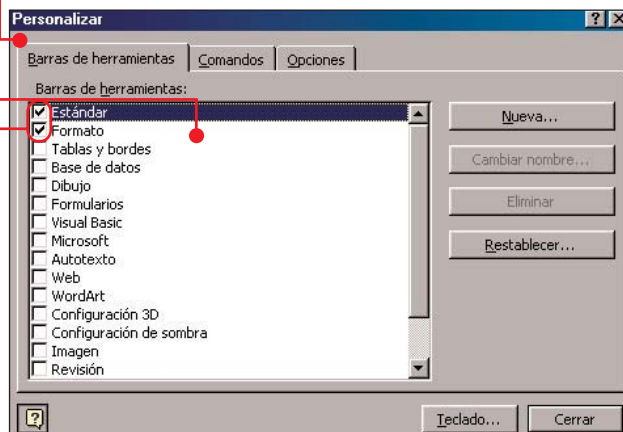 Personalizar
Barras de herramientas Comandos Opciones
Barras de herramientas:
Estándar
Formato
Tablas y bordes
Base de datos
Dibujo
Formularios
Visual Basic
Microsoft
Autotexto
Web
WordArt
Configuración 3D
Configuración de sombra
Imagen
Revisión
Nueva...
Cambiar nombre...
Eliminar
Restablecer...
Teclado... Cerrar